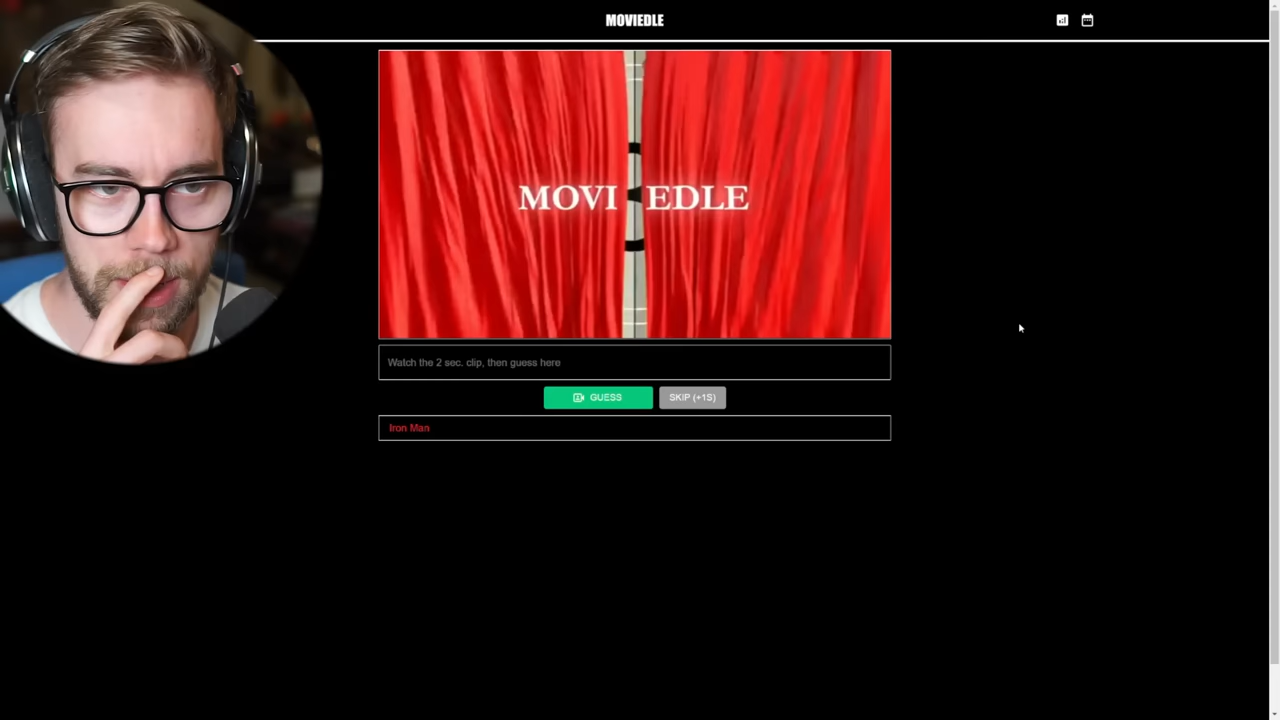 MOVIEDLE
MOVI EDLE
Watch the 2 sec. clip, then guess here
GUESS
SKIP (+1S)
Iron Man